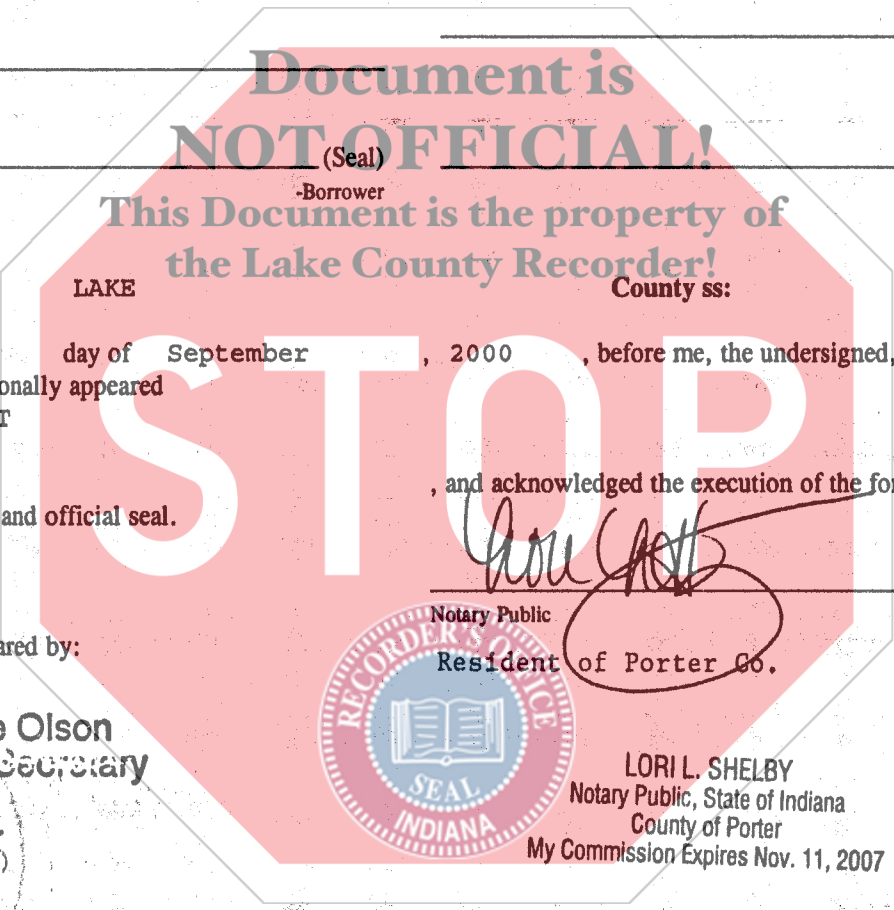 Document is
NOT OFFICIAL!
(Seal)
-Borrower
This Document is the property of
the Lake County Recorder!
LAKE County ss:
STOP
day of September , 2000 , before me, the undersigned,
onally appeared
T
, and acknowledged the execution of the for
and official seal.
Notary Public
ared by:
Resident of Porter Co.
RECORDER'S OFFICE
SEAL
INDIANA
e Olson
Secretary
LORI L. SHELBY
Notary Public, State of Indiana
County of Porter
My Commission Expires Nov. 11, 2007